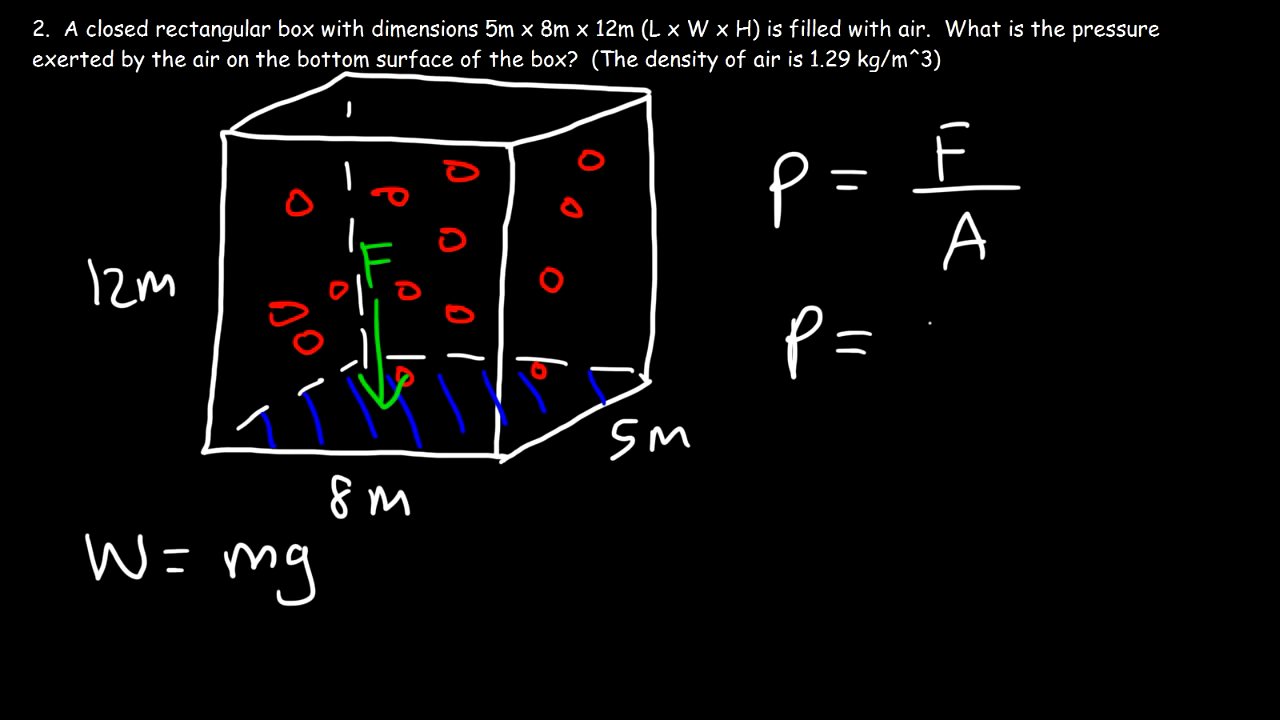 2. A closed rectangular box with dimensions 5m x 8m x 12m (L x W x H) is filled with air. What is the pressure
exerted by the air on the bottom surface of the box? (The density of air is 1.29 kg/m^3)
P = F
A
F
12m
P =
5m
8m
W = mg